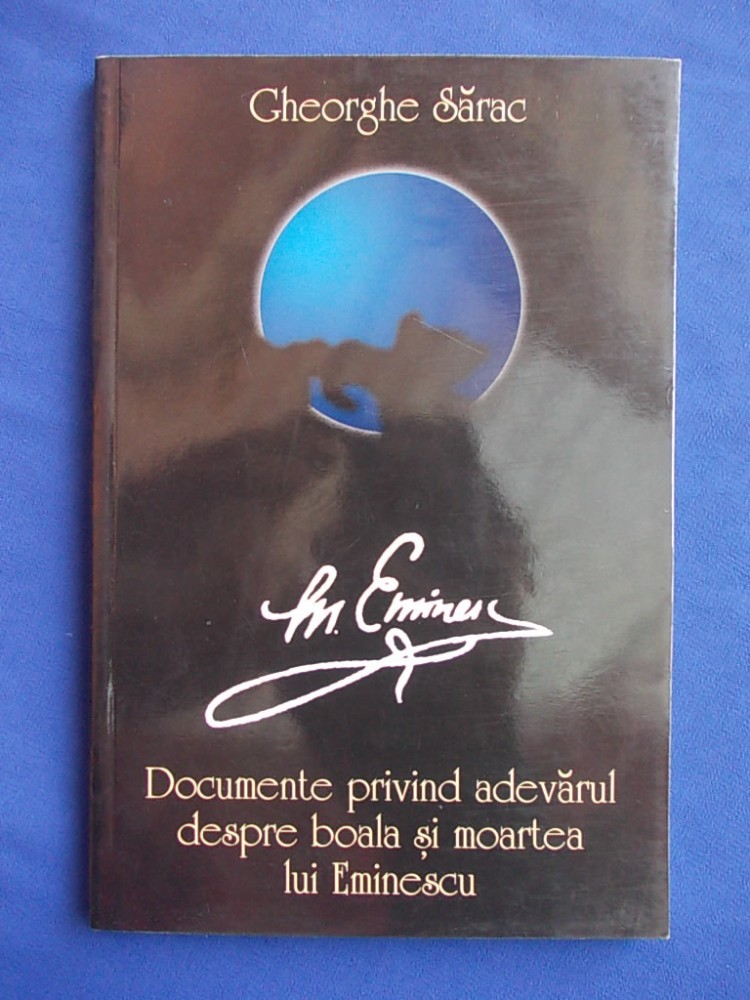 Gheorghe Sărac
M. Eminescu
Documente privind adevărul
despre boala și moartea
lui Eminescu